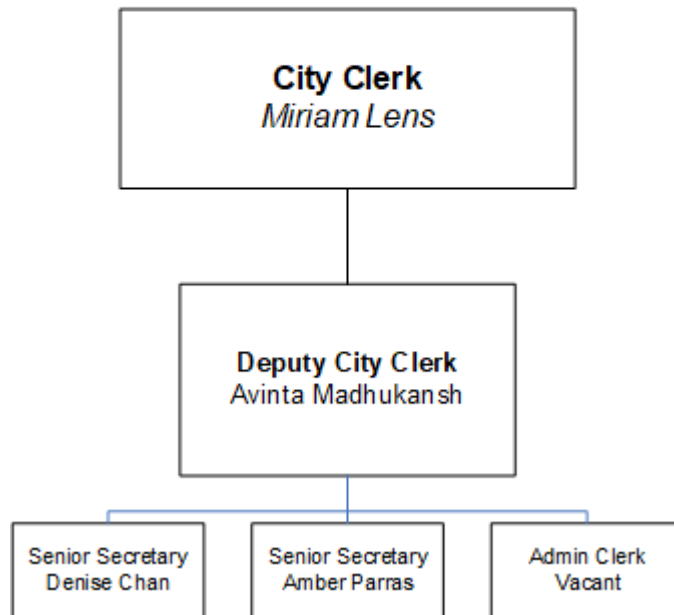 City Clerk
Miriam Lens
Deputy City Clerk
Avinta Madhukansh
Senior Secretary
Denise Chan
Senior Secretary
Amber Parras
Admin Clerk
Vacant